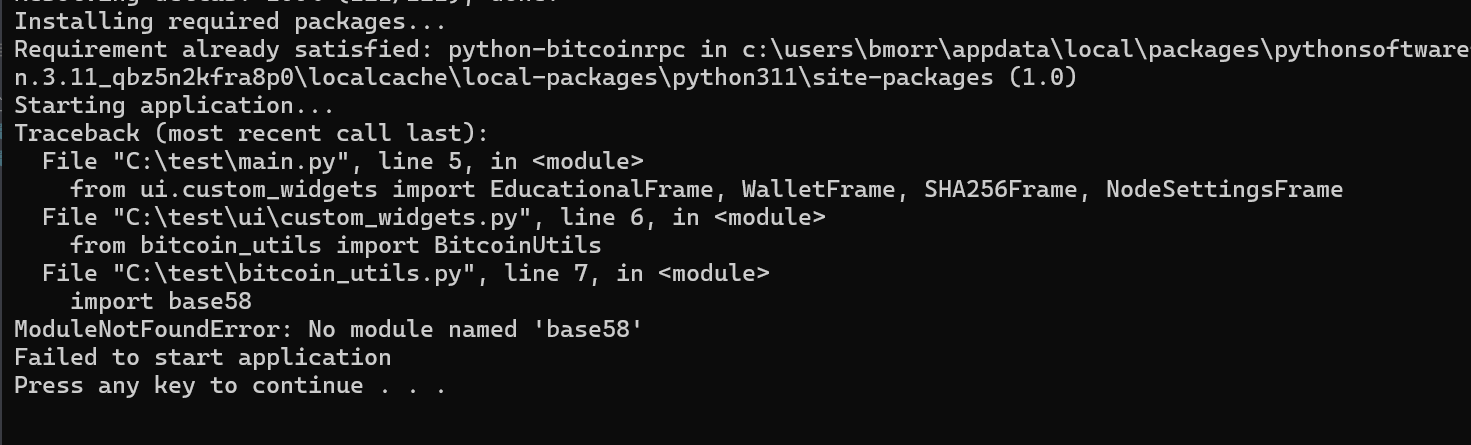 Installing required packages...
Requirement already satisfied: python-bitcoinrpc in c:\users\bmorr\appdata\local\packages\pythonsoftware
n.3.11_qbz5n2kfra8p0\localcache\local-packages\python311\site-packages (1.0)
Starting application...
Traceback (most recent call last):
  File "C:\test\main.py", line 5, in <module>
    from ui.custom_widgets import EducationalFrame, WalletFrame, SHA256Frame, NodeSettingsFrame
  File "C:\test\ui\custom_widgets.py", line 6, in <module>
    from bitcoin_utils import BitcoinUtils
  File "C:\test\bitcoin_utils.py", line 7, in <module>
    import base58
ModuleNotFoundError: No module named 'base58'
Failed to start application
Press any key to continue . . .